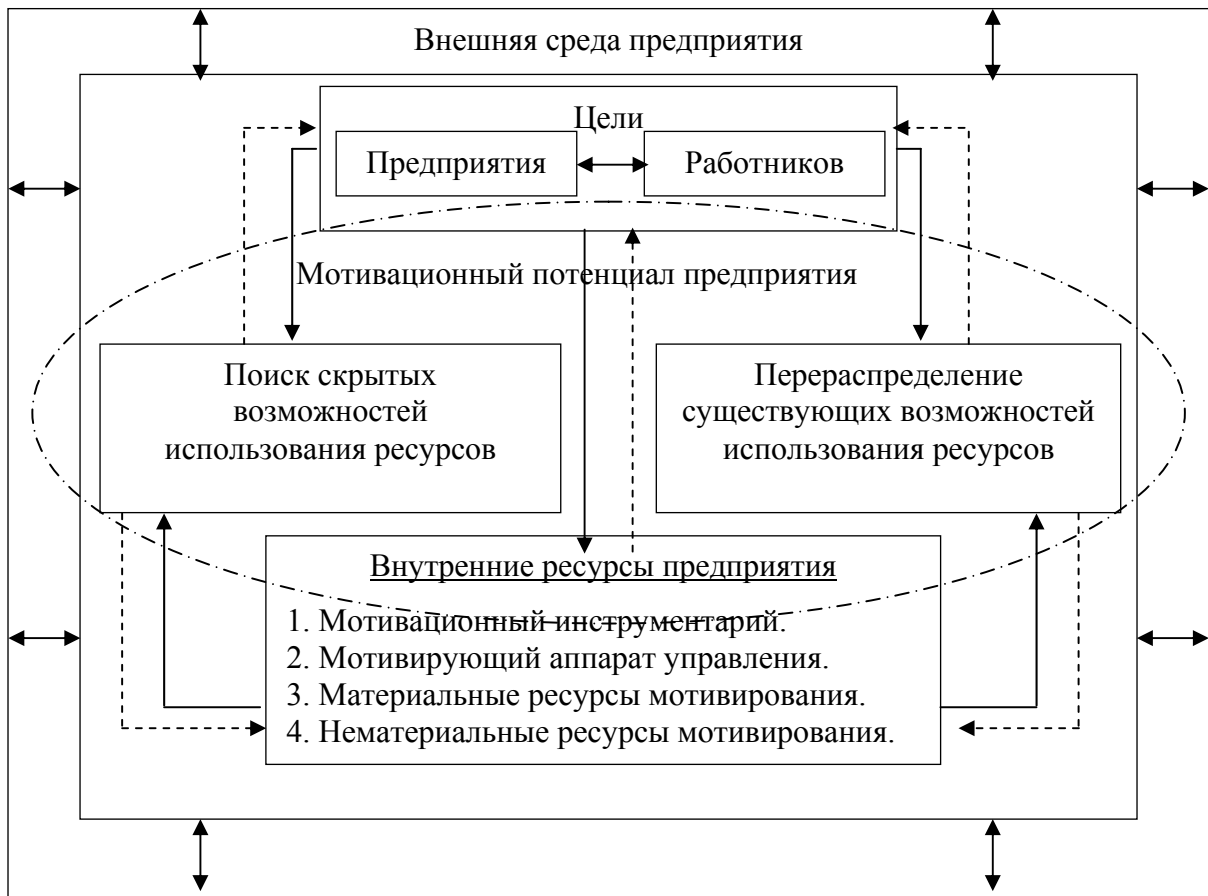 Внешняя среда предприятия
Цели
Предприятия
Работников
Мотивационный потенциал предприятия
Поиск скрытых
возможностей
использования ресурсов
Перераспределение
существующих возможностей
использования ресурсов
Внутренние ресурсы предприятия
1. Мотивационный инструментарий.
2. Мотивирующий аппарат управления.
3. Материальные ресурсы мотивирования.
4. Нематериальные ресурсы мотивирования.